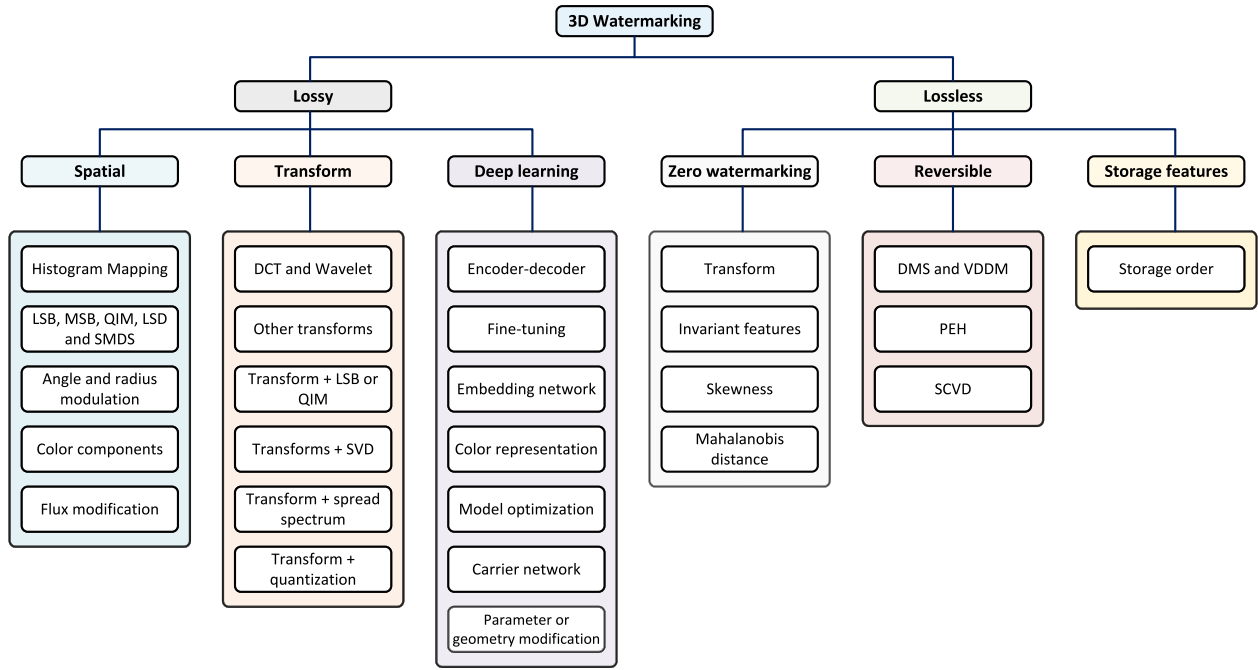 3D Watermarking
Lossy
Lossless
Spatial
Transform
Deep learning
Zero watermarking
Reversible
Storage features
Histogram Mapping
LSB, MSB, QIM, LSD
and SMDS
Angle and radius
modulation
Color components
Flux modification
DCT and Wavelet
Other transforms
Transform + LSB or
QIM
Transforms + SVD
Transform + spread
spectrum
Transform +
quantization
Encoder-decoder
Fine-tuning
Embedding network
Color representation
Model optimization
Carrier network
Parameter or
geometry modification
Transform
Invariant features
Skewness
Mahalanobis
distance
DMS and VDDM
PEH
SCVD
Storage order